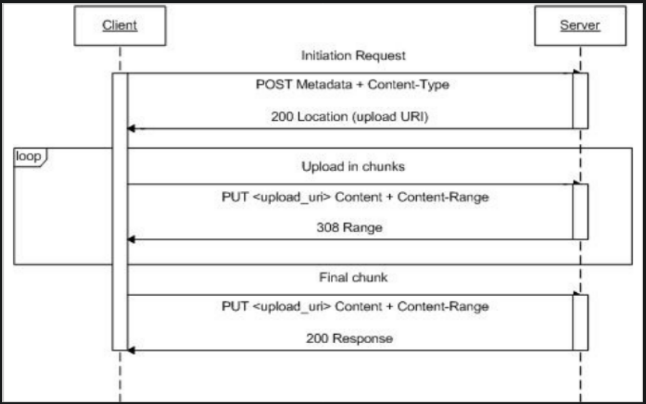 Client
Server
Initiation Request
POST Metadata + Content-Type
200 Location (upload URI)
loop
Upload in chunks
PUT <upload_uri> Content + Content-Range
308 Range
Final chunk
PUT <upload_uri> Content + Content-Range
200 Response